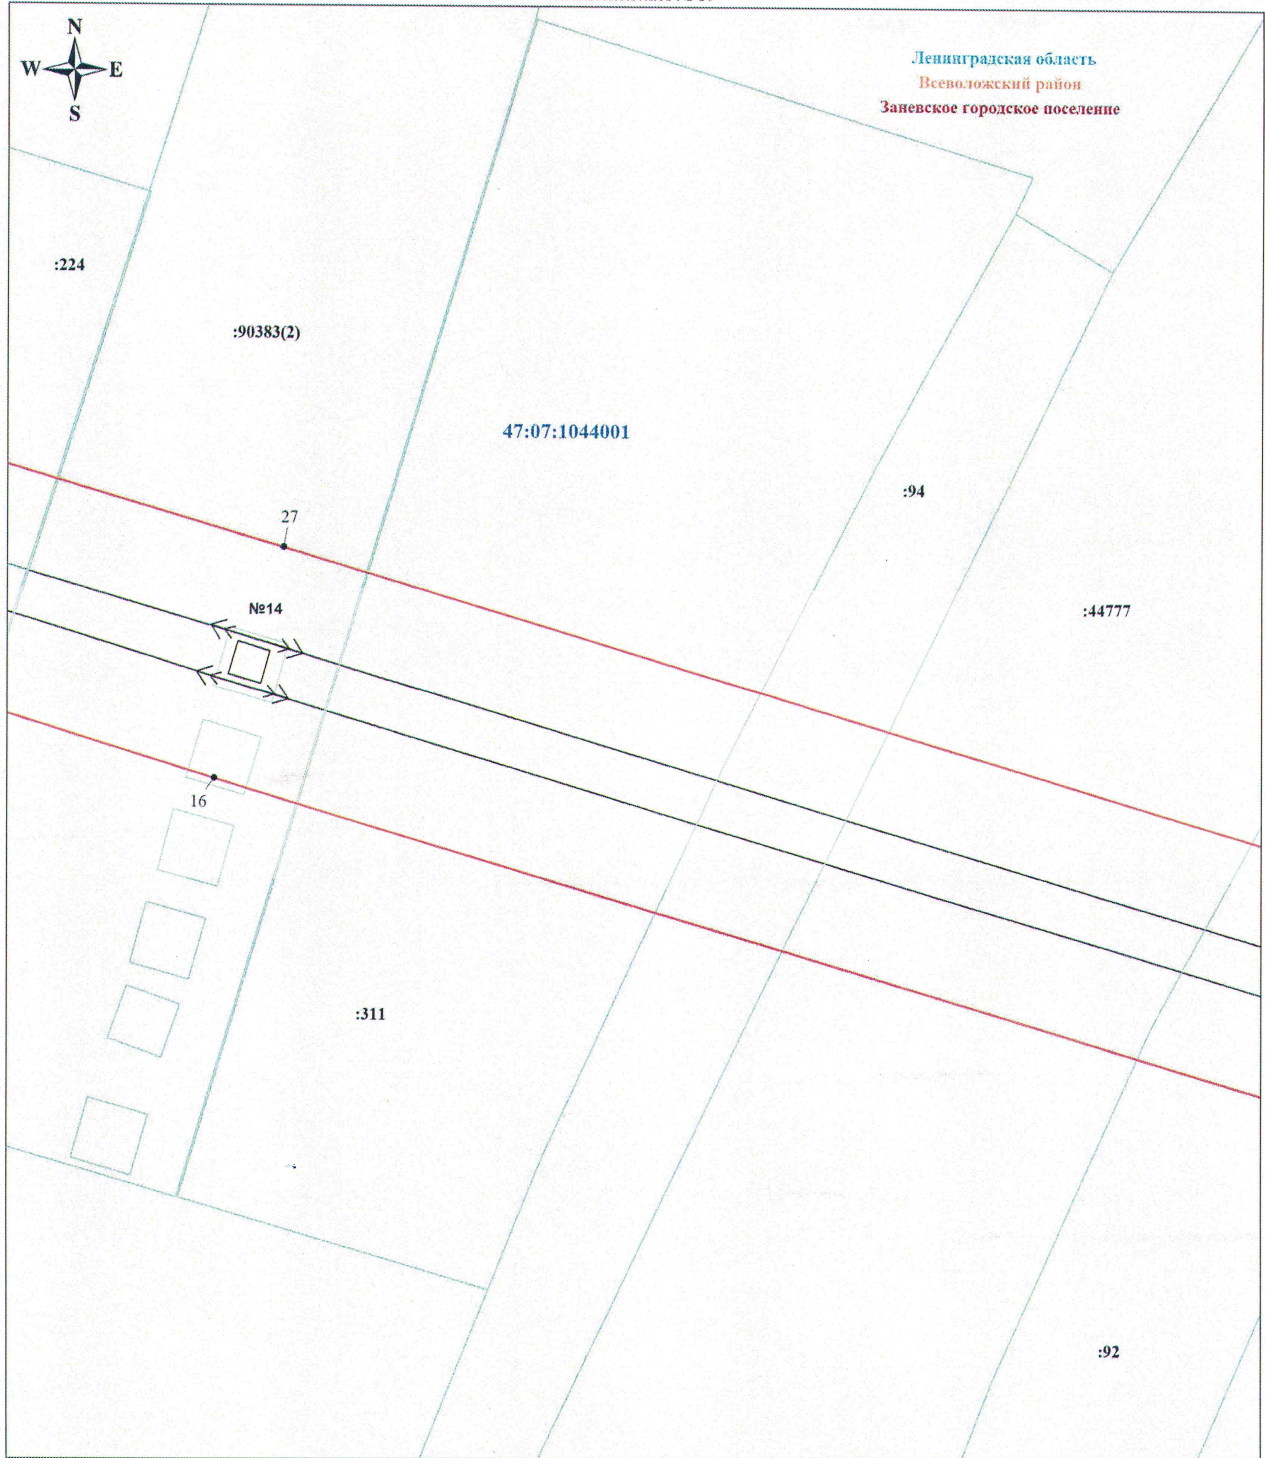 N
W E
S
Ленинградская область
Всеволожский район
Заневское городское поселение
:224
:90383(2)
47:07:1044001
:94
27
№14
:44777
16
:311
:92